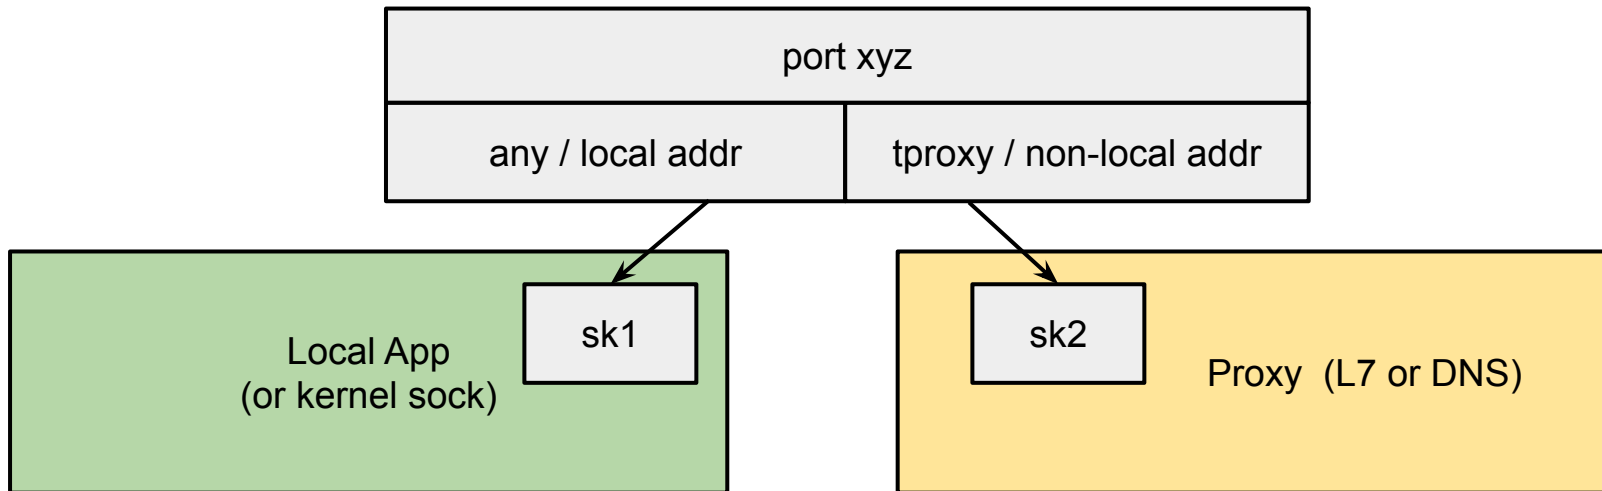 port xyz
any / local addr
tproxy / non-local addr
sk1
Local App
(or kernel sock)
sk2
Proxy (L7 or DNS)